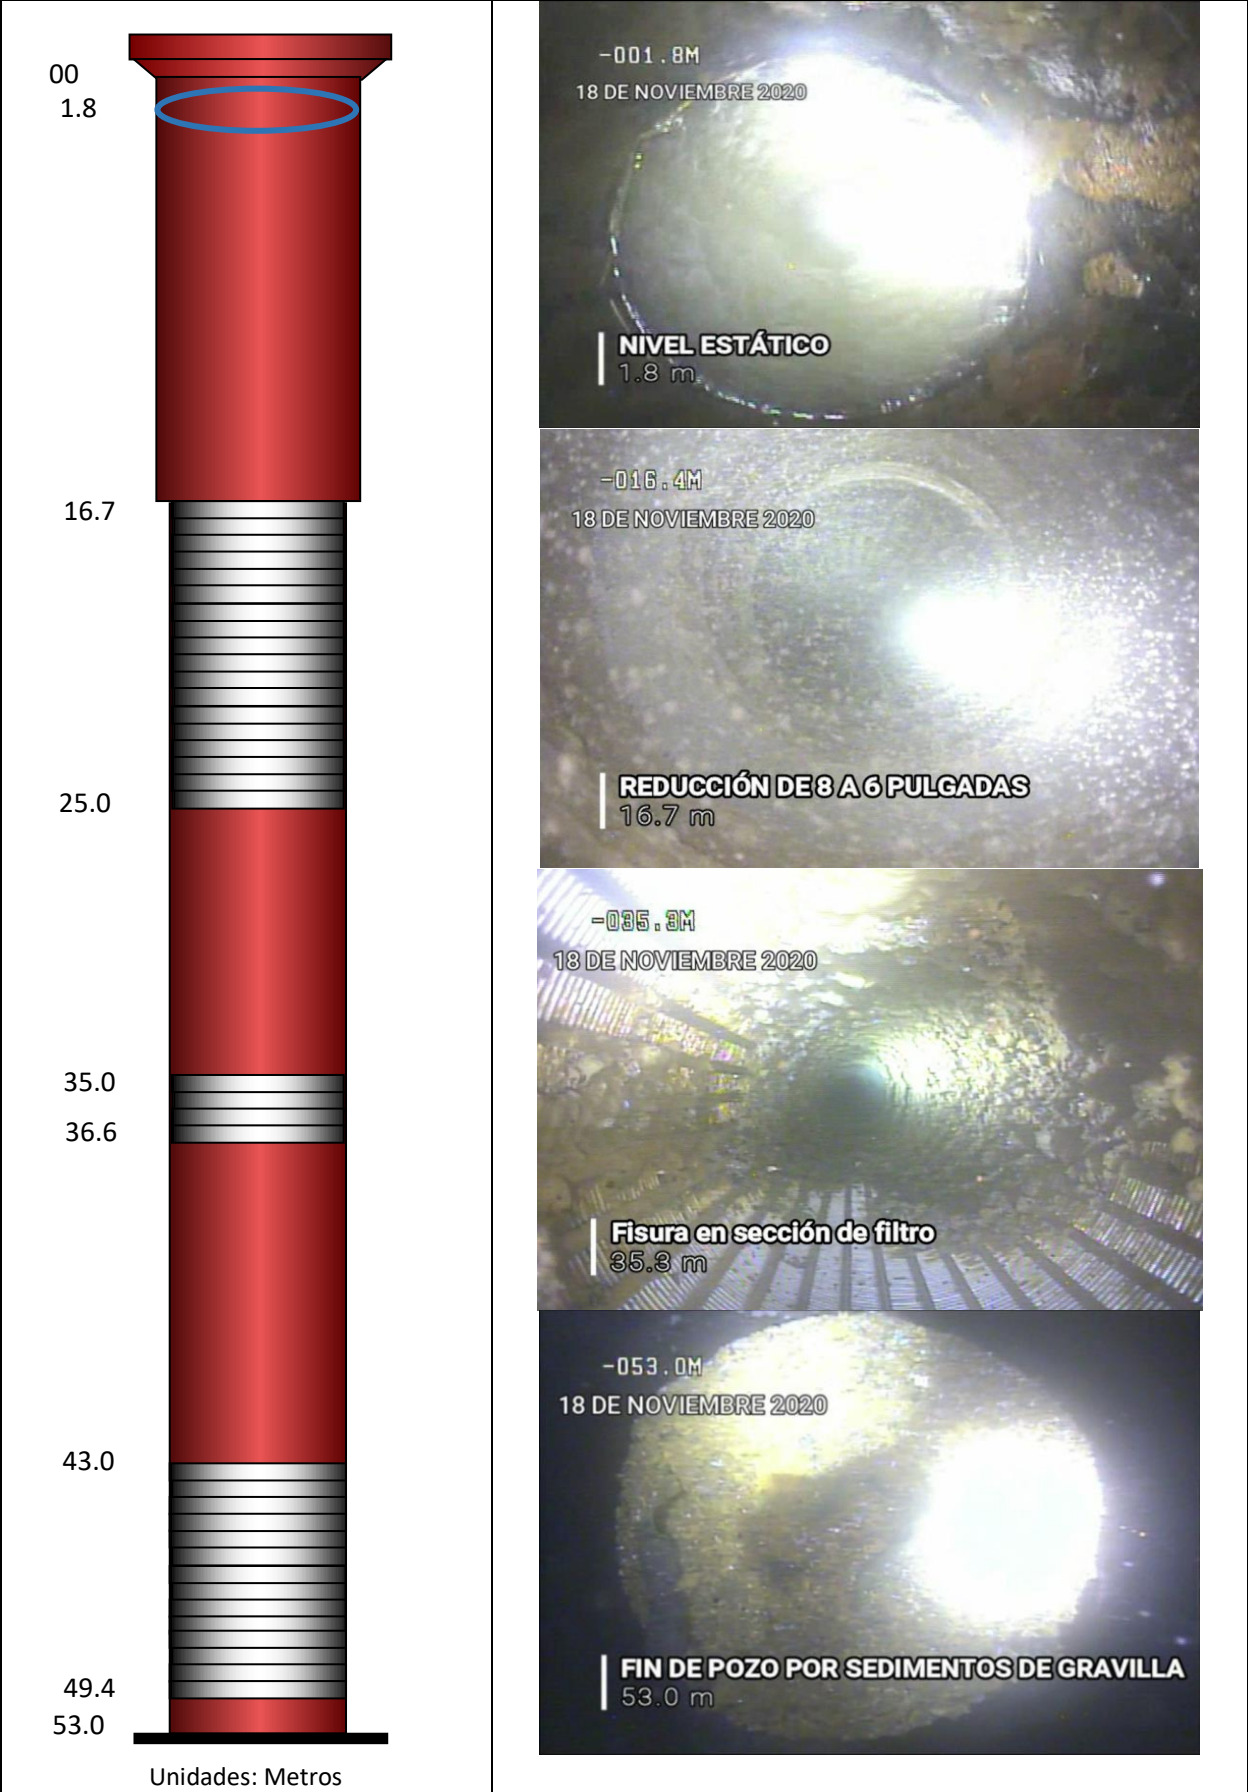 00
1.8
16.7
25.0
35.0
36.6
43.0
49.4
53.0
Unidades: Metros
-001.8M
18 DE NOVIEMBRE 2020
NIVEL ESTÁTICO
1.8 m
-016.4M
18 DE NOVIEMBRE 2020
REDUCCIÓN DE 8 A 6 PULGADAS
16.7 m
-035.3M
18 DE NOVIEMBRE 2020
Fisura en sección de filtro
35.3 m
-053.0M
18 DE NOVIEMBRE 2020
FIN DE POZO POR SEDIMENTOS DE GRAVILLA
53.0 m